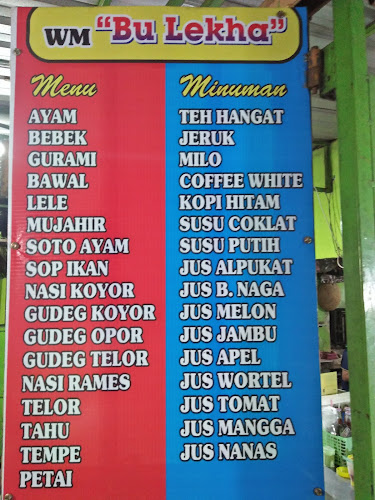 WM "Bu Lekha"
Menu
AYAM
BEBEK
GURAMI
BAWAL
LELE
MUJAHIR
SOTO AYAM
SOP IKAN
NASI KOYOR
GUDEG KOYOR
GUDEG OPOR
GUDEG TELOR
NASI RAMES
TELOR
TAHU
TEMPE
PETAI
Minuman
TEH HANGAT
JERUK
MILO
COFFEE WHITE
KOPI HITAM
SUSU COKLAT
SUSU PUTIH
JUS ALPUKAT
JUS B. NAGA
JUS MELON
JUS JAMBU
JUS APEL
JUS WORTEL
JUS TOMAT
JUS MANGGA
JUS NANAS